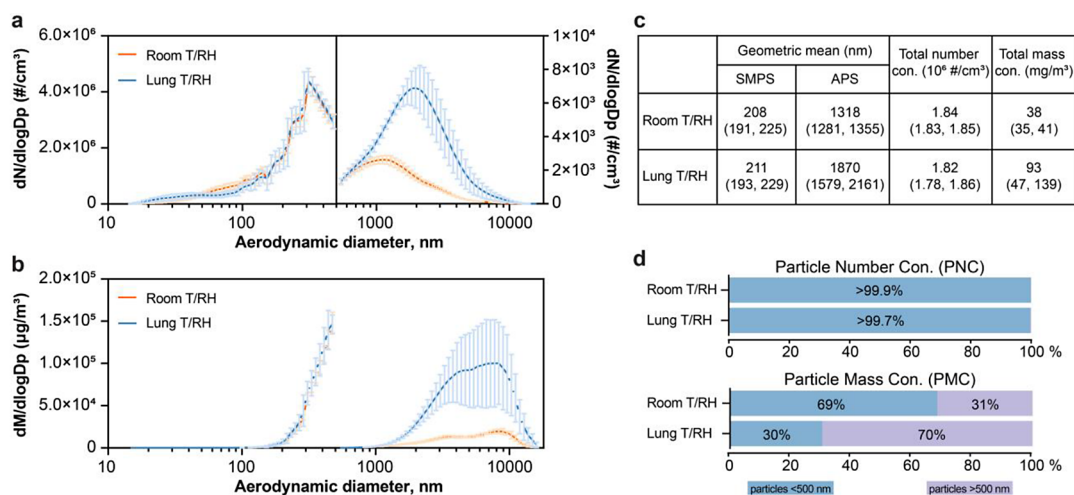 a
6.0×10⁶
4.0×10⁶
2.0×10⁶
0
dN/dlogDp (#/cm³)
Room T/RH
Lung T/RH
1×10⁴
8×10³
6×10³
4×10³
2×10³
0
dN/dlogDp (#/cm³)
10 100 1000 10000
Aerodynamic diameter, nm
b
2.0×10⁵
1.5×10⁵
1.0×10⁵
5.0×10⁴
0
dM/dlogDp (µg/m³)
Room T/RH
Lung T/RH
10 100 1000 10000
Aerodynamic diameter, nm
c
Geometric mean (nm) Total number con. (10⁶ #/cm³) Total mass con. (mg/m³)
SMPS APS
Room T/RH 208 1318 1.84 38
(191, 225) (1281, 1355) (1.83, 1.85) (35, 41)
Lung T/RH 211 1870 1.82 93
(193, 229) (1579, 2161) (1.78, 1.86) (47, 139)
d
Particle Number Con. (PNC)
Room T/RH >99.9%
Lung T/RH >99.7%
0 20 40 60 80 100 %
Particle Mass Con. (PMC)
Room T/RH 69% 31%
Lung T/RH 30% 70%
0 20 40 60 80 100 %
particles <500 nm particles >500 nm